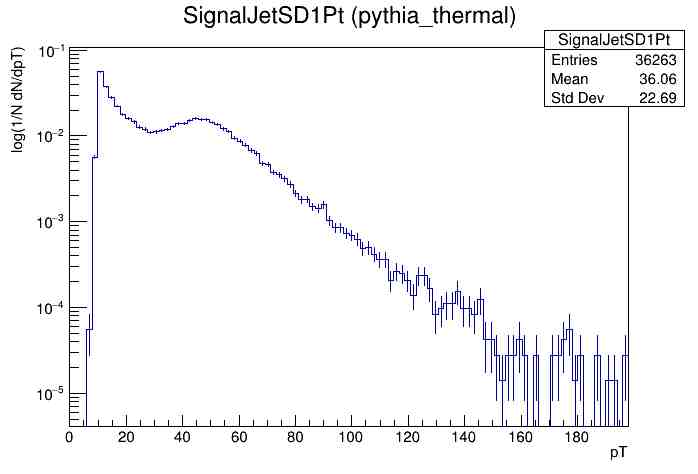 SignalJetSD1Pt (pythia_thermal)
SignalJetSD1Pt
Entries 36263
Mean 36.06
Std Dev 22.69
log(1/N dN/dpT)
10−1
10−2
10−3
10−4
10−5
0 20 40 60 80 100 120 140 160 180
pT